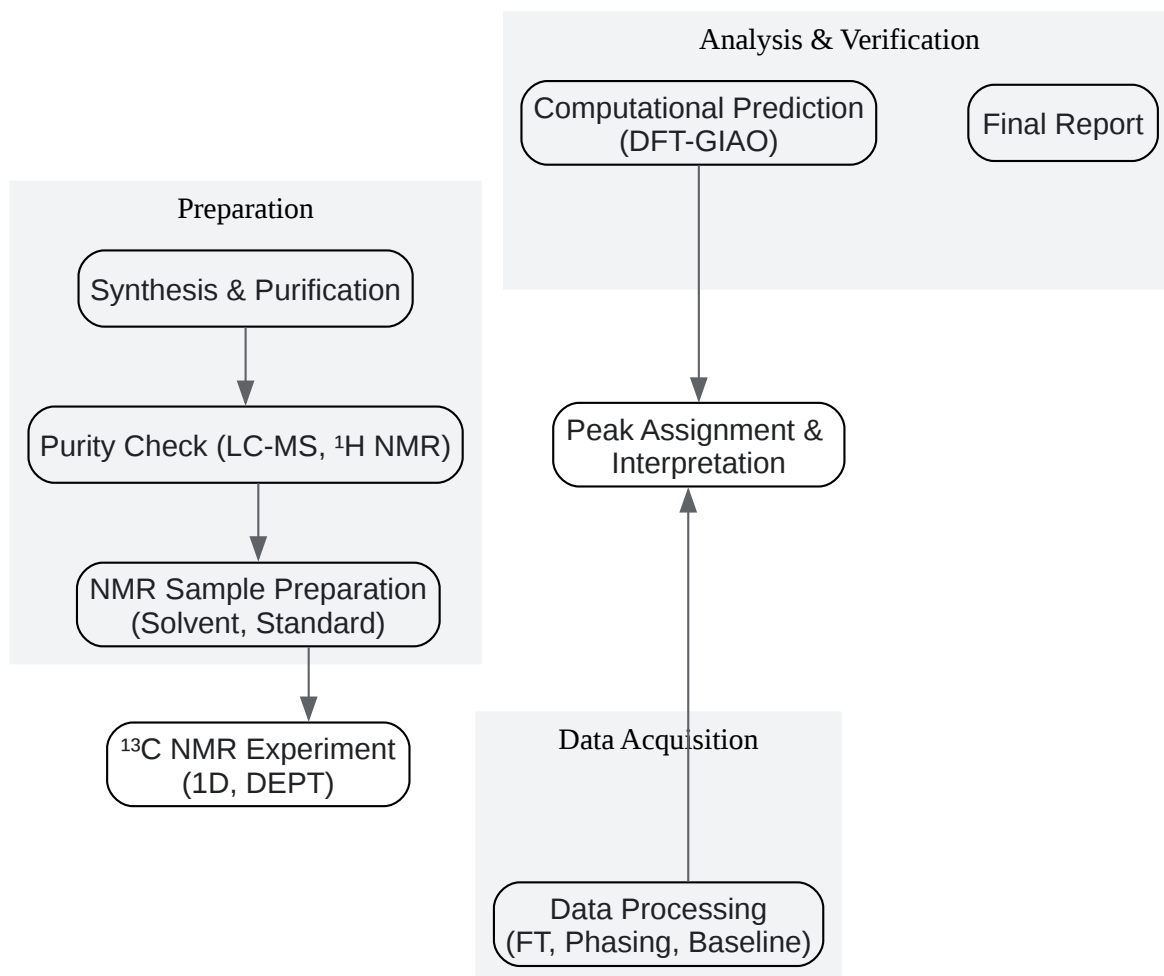 Analysis & Verification
Computational Prediction
(DFT-GIAO)
Final Report
Preparation
Synthesis & Purification
Purity Check (LC-MS, ¹H NMR)
NMR Sample Preparation
(Solvent, Standard)
Peak Assignment &
Interpretation
¹³C NMR Experiment
(1D, DEPT)
Data Acquisition
Data Processing
(FT, Phasing, Baseline)